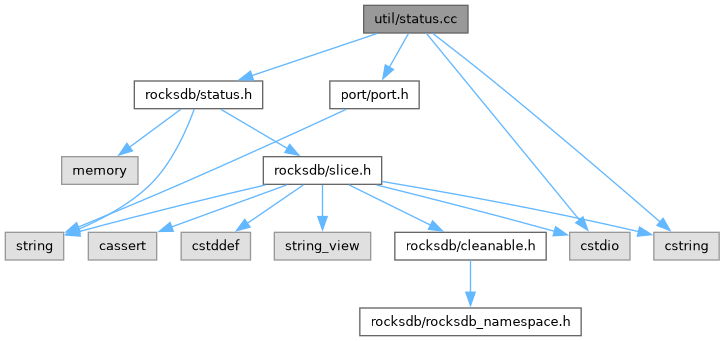 util/status.cc
rocksdb/status.h
port/port.h
memory
rocksdb/slice.h
string
cassert
cstddef
string_view
rocksdb/cleanable.h
cstdio
cstring
rocksdb/rocksdb_namespace.h